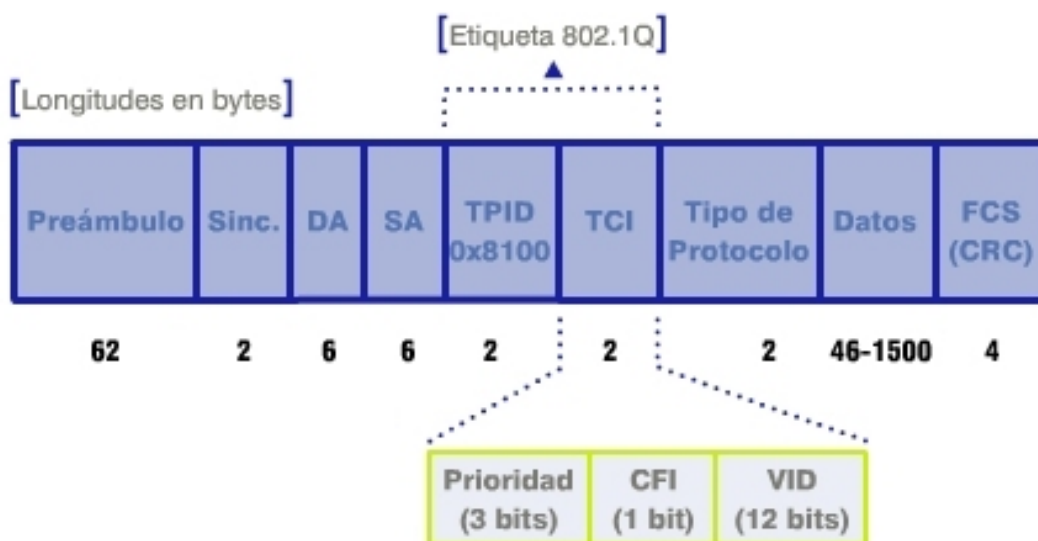 [Etiqueta 802.1Q]
[Longitudes en bytes]
Preámbulo Sinc. DA SA TPID 0x8100 TCI Tipo de Protocolo Datos FCS (CRC)
62 2 6 6 2 2 2 46-1500 4
Prioridad (3 bits) CFI (1 bit) VID (12 bits)